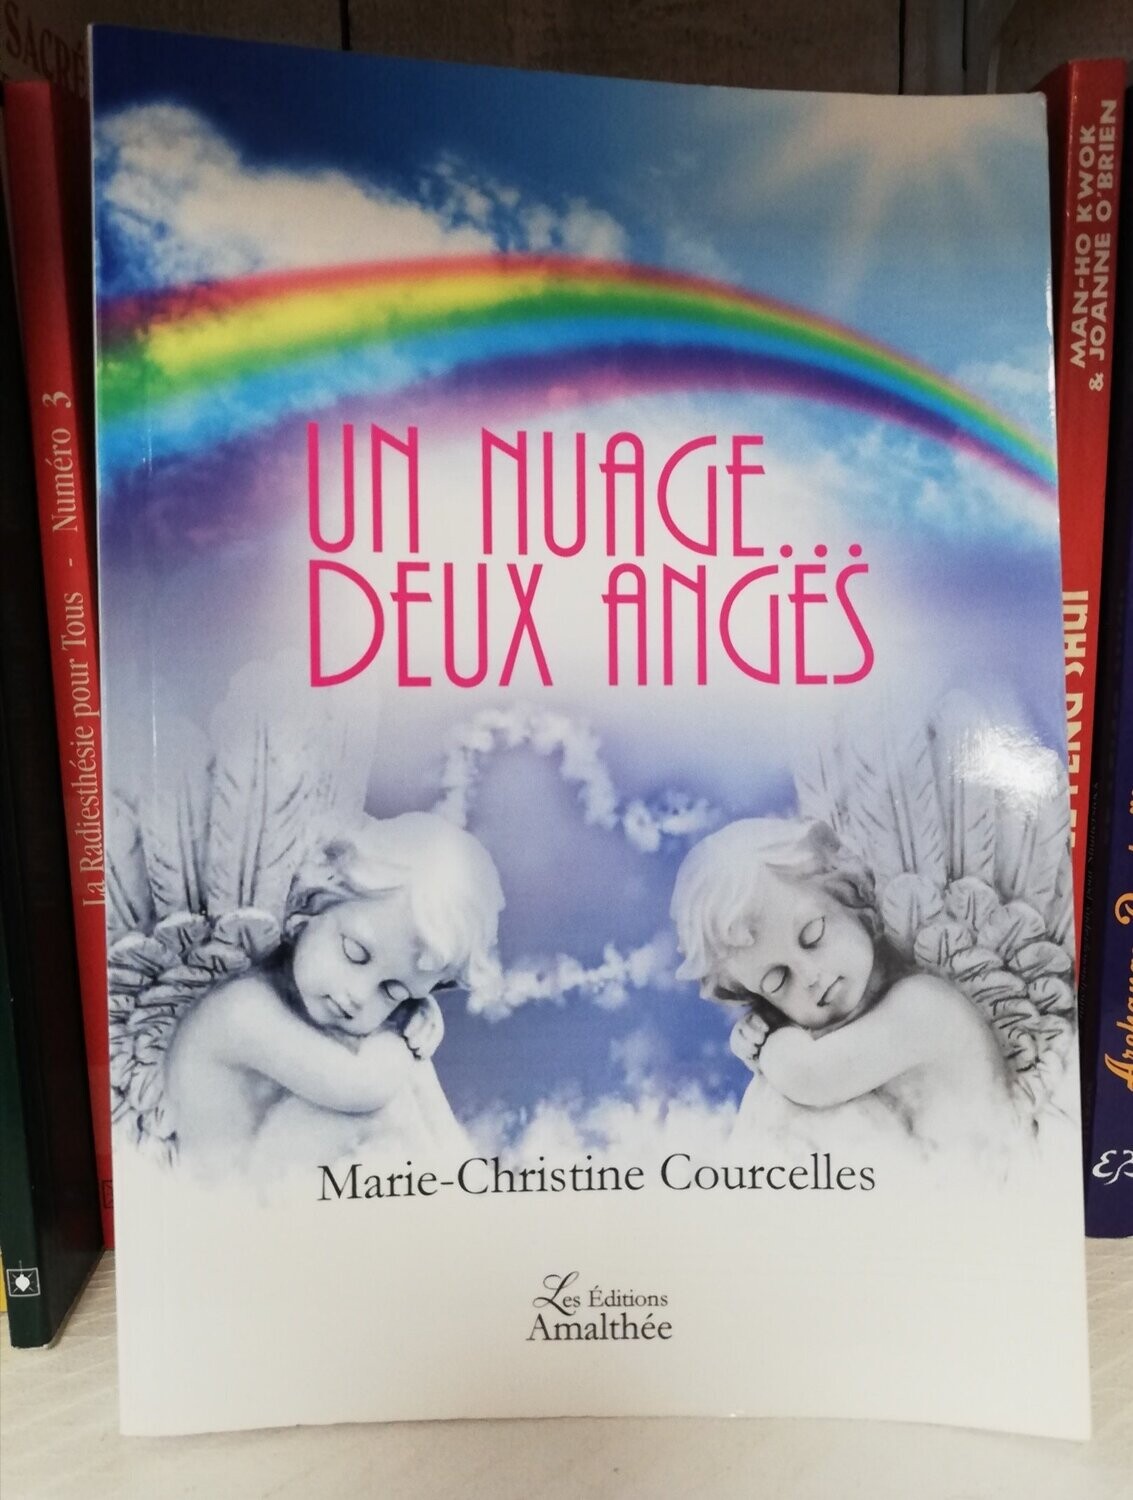 SACRÉ
La Radiesthésie pour Tous - Numéro 3
UN NUAGE...
DEUX ANGES
Marie-Christine Courcelles
Les Éditions
Amalthée
MAN-HO KWOK
& JOANNE O'BRIEN